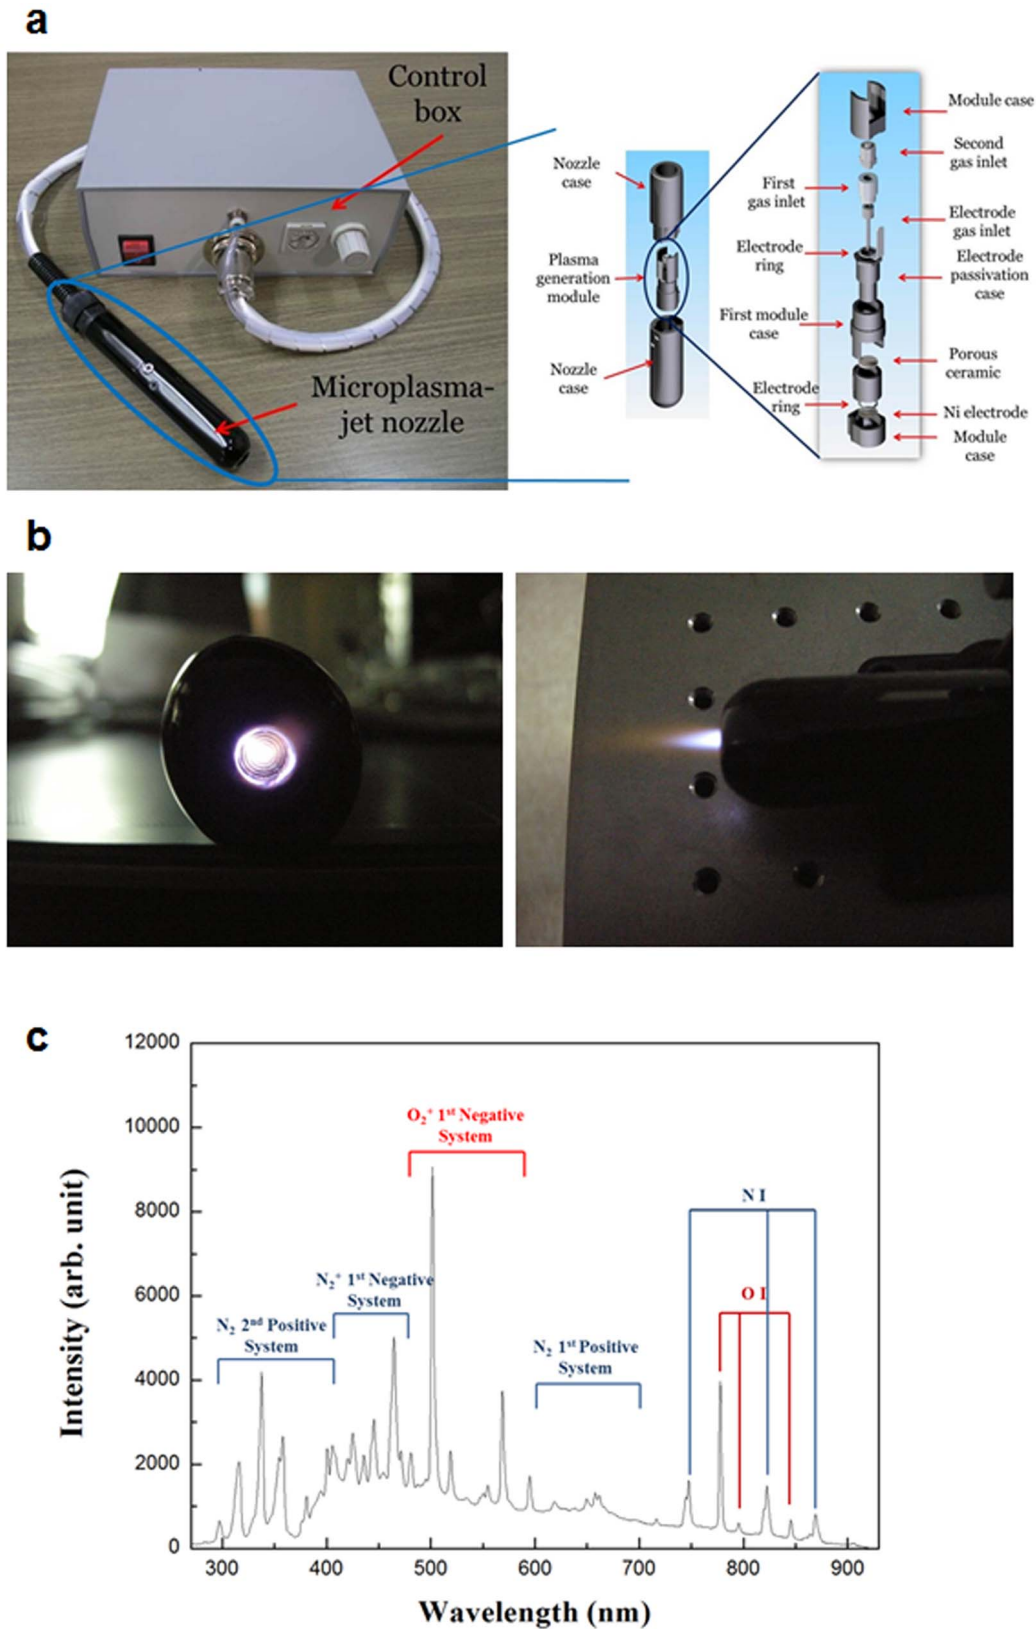 a
Control
box
Microplasma-
jet nozzle
Nozzle
case
Plasma
generation
module
Nozzle
case
Module case
Second
gas inlet
First
gas inlet
Electrode
gas inlet
Electrode
ring
Electrode
passivation
case
First module
case
Porous
ceramic
Electrode
ring
Ni electrode
Module
case
b
c
12000
10000
8000
6000
4000
2000
0
Intensity (arb. unit)
O₂⁺ 1ˢᵗ Negative
System
N I
N₂⁺ 1ˢᵗ Negative
System
O I
N₂ 2ⁿᵈ Positive
System
N₂ 1ˢᵗ Positive
System
300 400 500 600 700 800 900
Wavelength (nm)